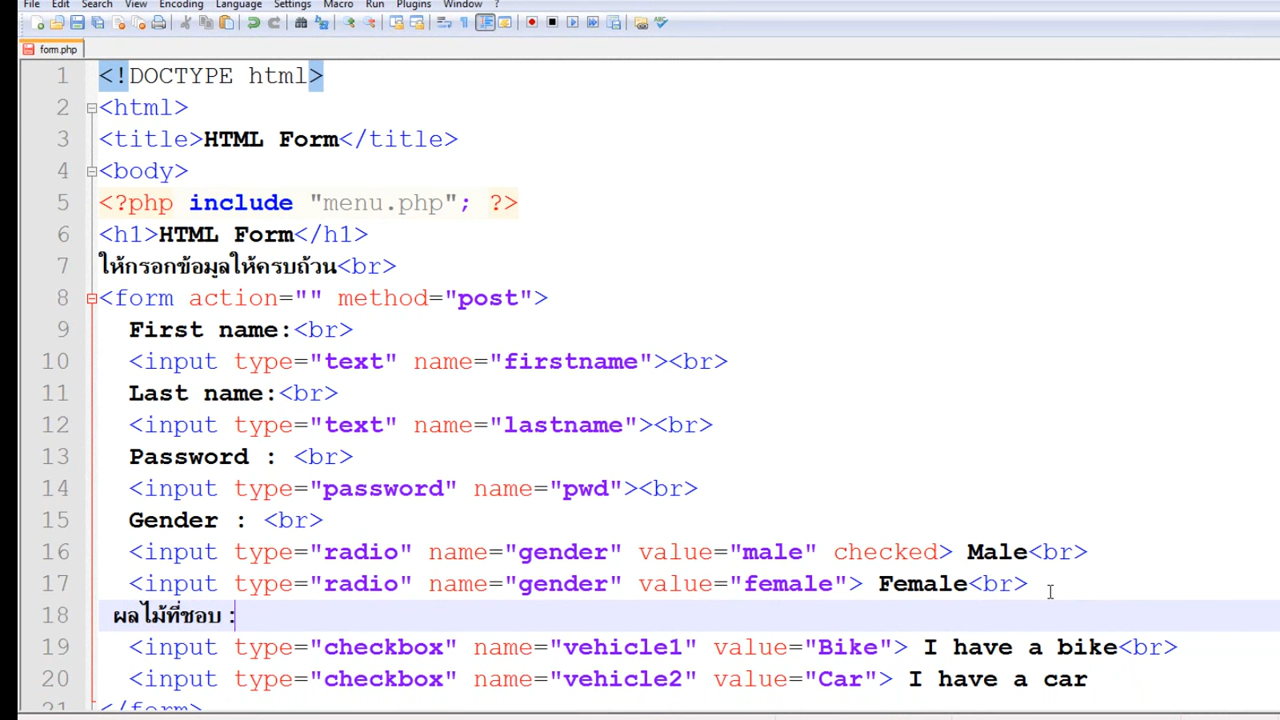 File Edit Search View Encoding Language Settings Macro Run Plugins Window ?
form.php
1 <!DOCTYPE html>
2 <html>
3 <title>HTML Form</title>
4 <body>
5 <?php include "menu.php"; ?>
6 <h1>HTML Form</h1>
7 ให้กรอกข้อมูลให้ครบถ้วน<br>
8 <form action="" method="post">
9 First name:<br>
10 <input type="text" name="firstname"><br>
11 Last name:<br>
12 <input type="text" name="lastname"><br>
13 Password : <br>
14 <input type="password" name="pwd"><br>
15 Gender : <br>
16 <input type="radio" name="gender" value="male" checked> Male<br>
17 <input type="radio" name="gender" value="female"> Female<br>
18 ผลไม้ที่ชอบ :
19 <input type="checkbox" name="vehicle1" value="Bike"> I have a bike<br>
20 <input type="checkbox" name="vehicle2" value="Car"> I have a car
21 </form>